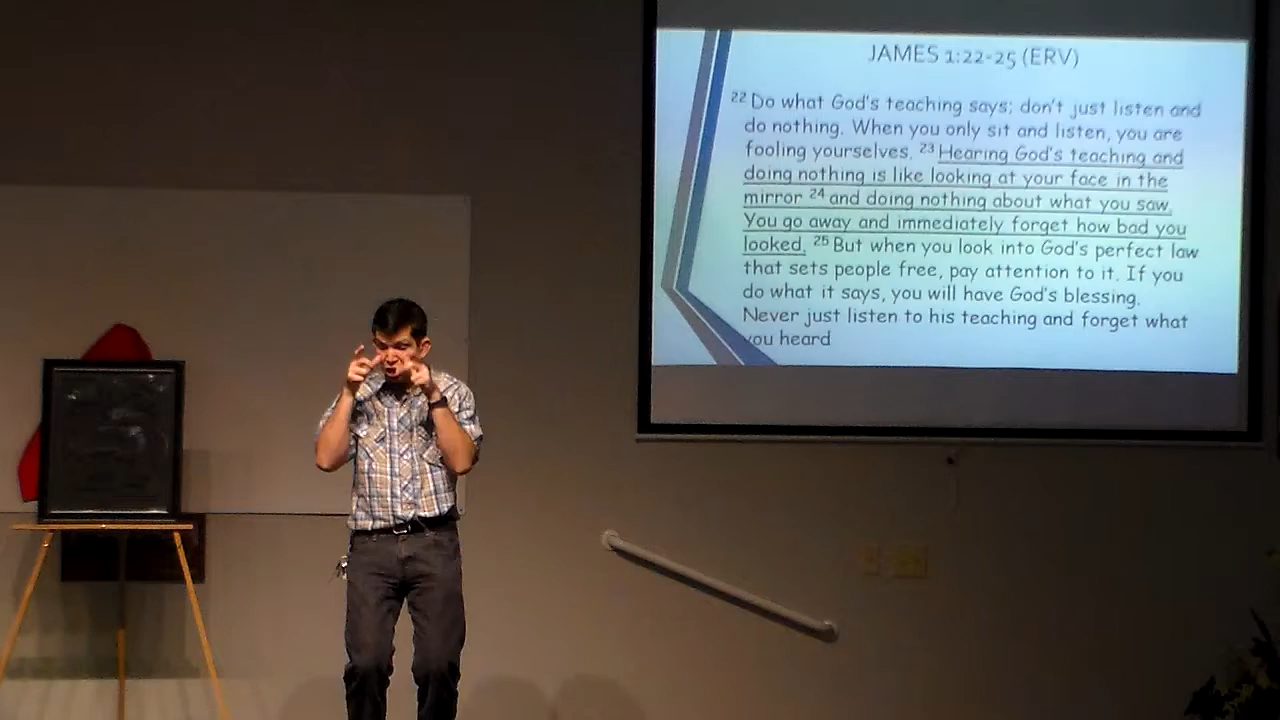 JAMES 1:22-25 (ERV)
22 Do what God's teaching says; don't just listen and
do nothing. When you only sit and listen, you are
fooling yourselves. 23 Hearing God's teaching and
doing nothing is like looking at your face in the
mirror 24 and doing nothing about what you saw.
You go away and immediately forget how bad you
looked. 25 But when you look into God's perfect law
that sets people free, pay attention to it. If you
do what it says, you will have God's blessing.
Never just listen to his teaching and forget what
you heard